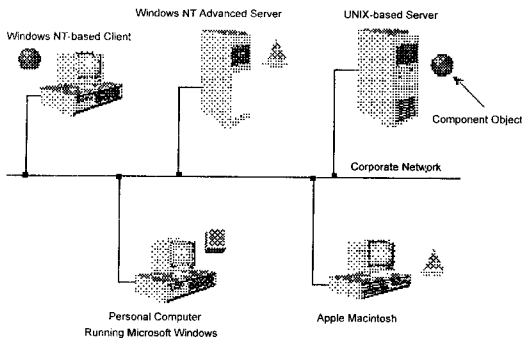 Windows NT Advanced Server
UNIX-based Server
Windows NT-based Client
Component Object
Corporate Network
Personal Computer
Running Microsoft Windows
Apple Macintosh